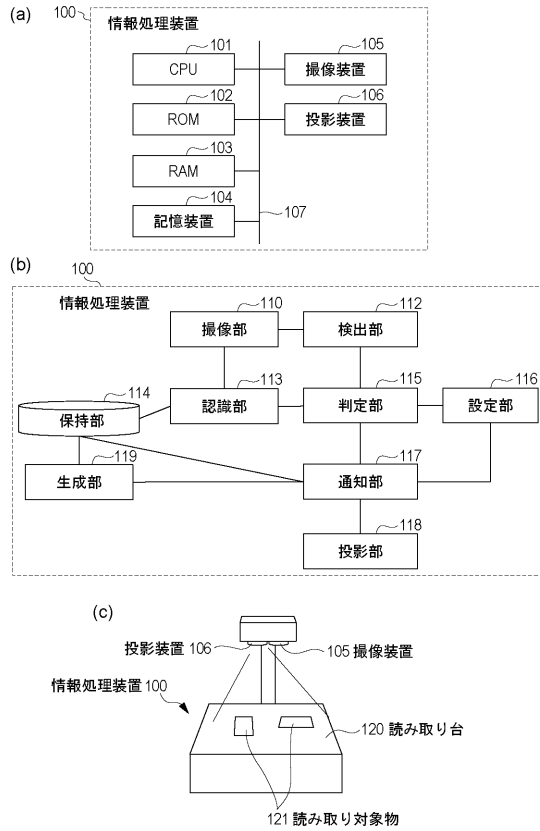 (a)
100
情報処理装置
101
CPU
105
撮像装置
102
ROM
106
投影装置
103
RAM
104
記憶装置
107
(b)
100
情報処理装置
110
撮像部
112
検出部
114
保持部
113
認識部
115
判定部
116
設定部
119
生成部
117
通知部
118
投影部
(c)
投影装置 106
105 撮像装置
情報処理装置 100
120 読み取り台
121 読み取り対象物